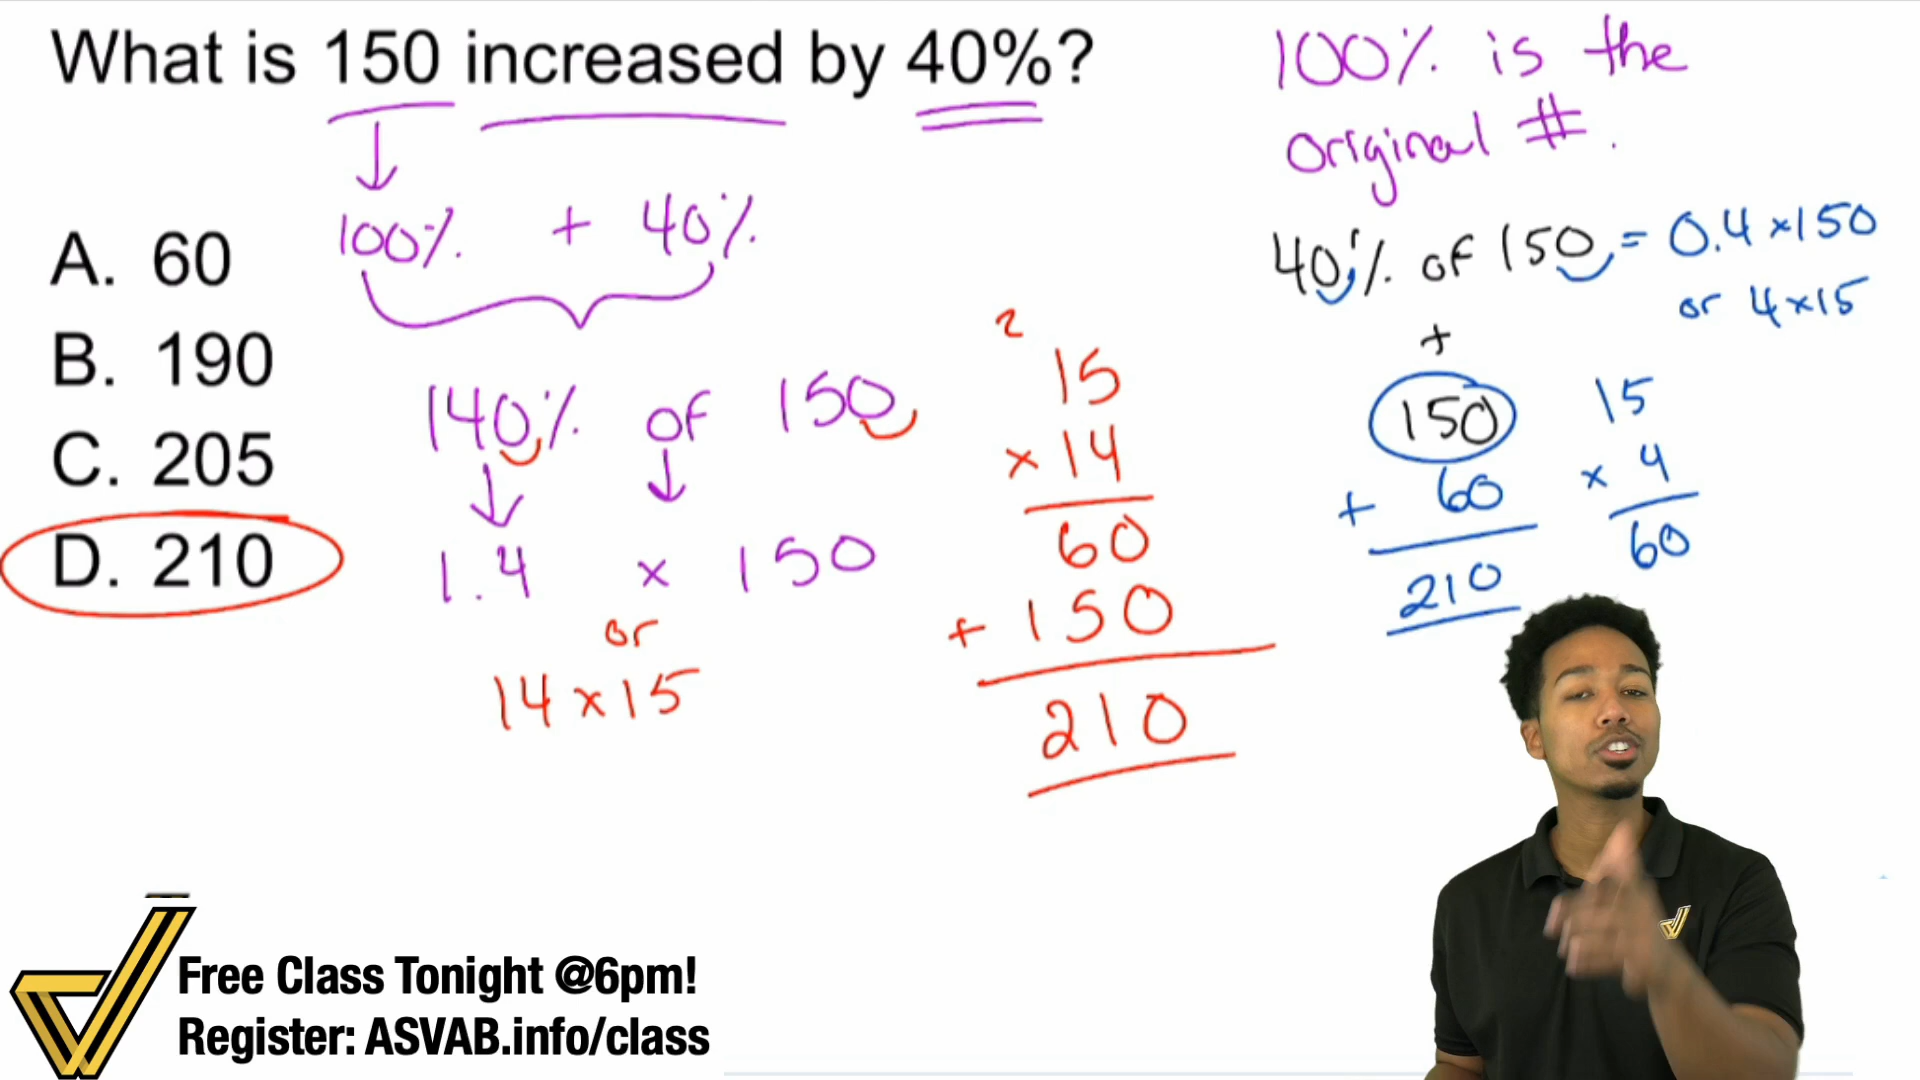 What is 150 increased by 40%?
100% is the
original #.
100% + 40%
40% of 150 = 0.4 x 150
or 4 x 15
A. 60
B. 190
C. 205
D. 210
140% of 150
1.4 x 150
or
14 x 15
2
15
x 14
60
+ 150
210
+
150
+ 60
210
15
x 4
60
Free Class Tonight @6pm!
Register: ASVAB.info/class